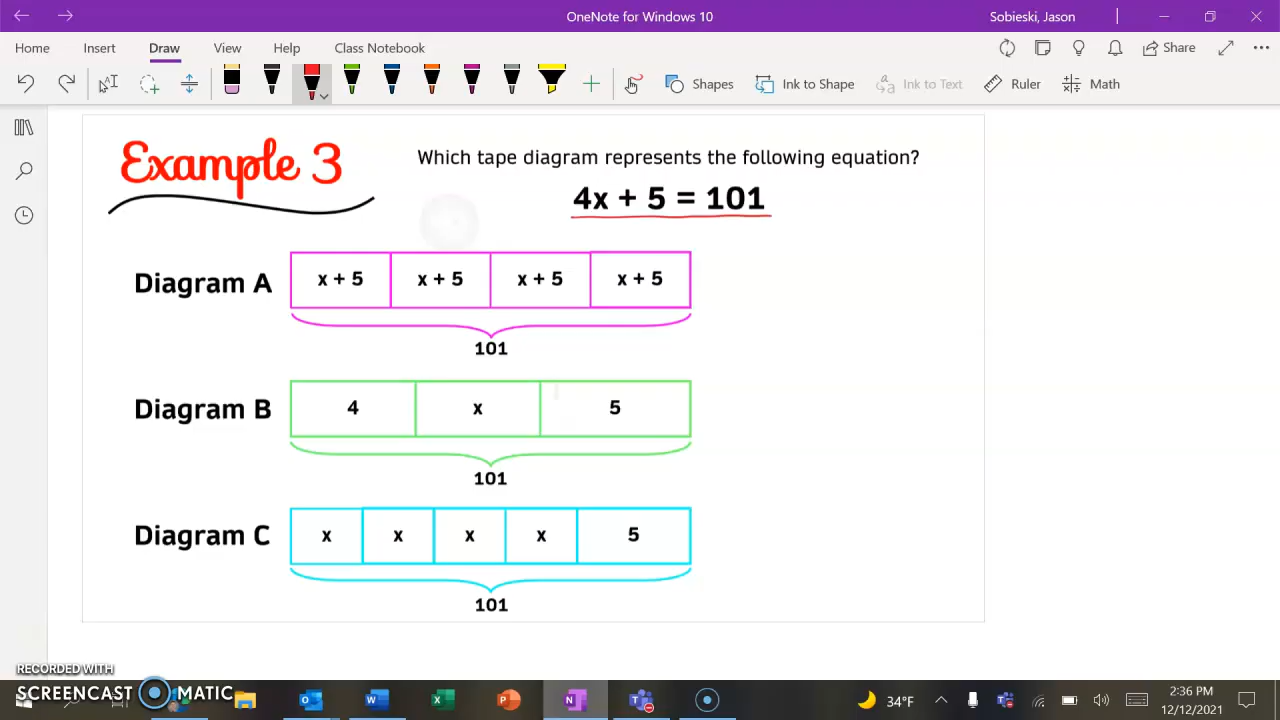 OneNote for Windows 10
Sobieski, Jason
Home Insert Draw View Help Class Notebook
Share
Shapes Ink to Shape Ink to Text Ruler Math
Example 3
Which tape diagram represents the following equation?
4x + 5 = 101
Diagram A x + 5 x + 5 x + 5 x + 5
101
Diagram B 4 x 5
101
Diagram C x x x x 5
101
RECORDED WITH
SCREENCAST MATIC
34°F
2:36 PM
12/12/2021